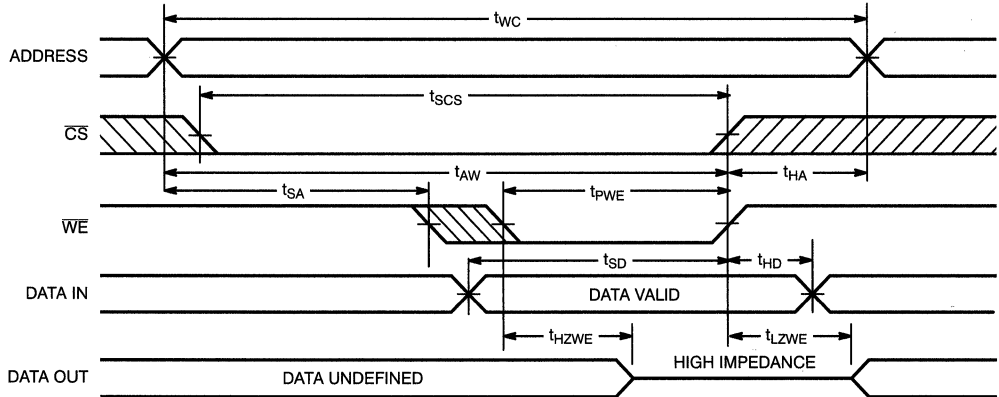 tWC
ADDRESS
tSCS
CS
tAW
tHA
tSA
tPWE
WE
tSD
tHD
DATA IN
DATA VALID
tHZWE
tLZWE
HIGH IMPEDANCE
DATA OUT
DATA UNDEFINED